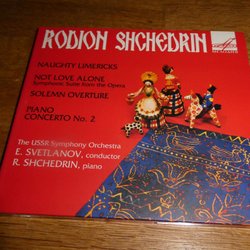 RODION SHCHEDRIN
NAUGHTY LIMERICKS
NOT LOVE ALONE
Symphonic Suite from the Opera
SOLEMN OVERTURE
PIANO
CONCERTO No. 2
The USSR Symphony Orchestra
E. SVETLANOV, conductor
R. SHCHEDRIN, piano